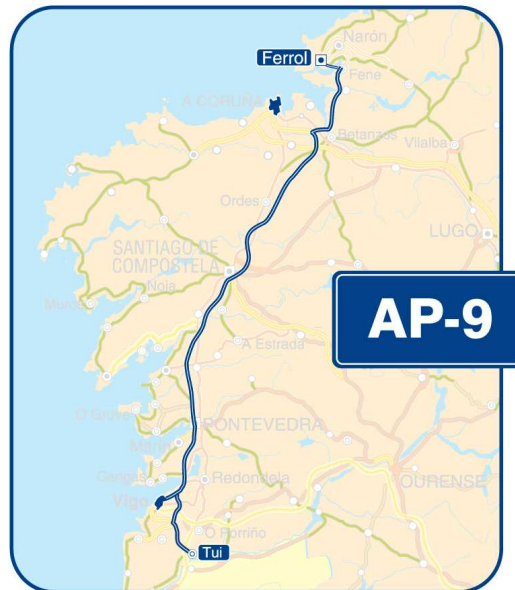 Narón
Ferrol
Fene
A CORUÑA
Betanzos
Vilalba
Ordes
LUGO
SANTIAGO DE
COMPOSTELA
Noia
Muros
AP-9
A Estrada
O Grove
PONTEVEDRA
Marín
Cangas
Redondela
OURENSE
Vigo
O Porriño
Tui